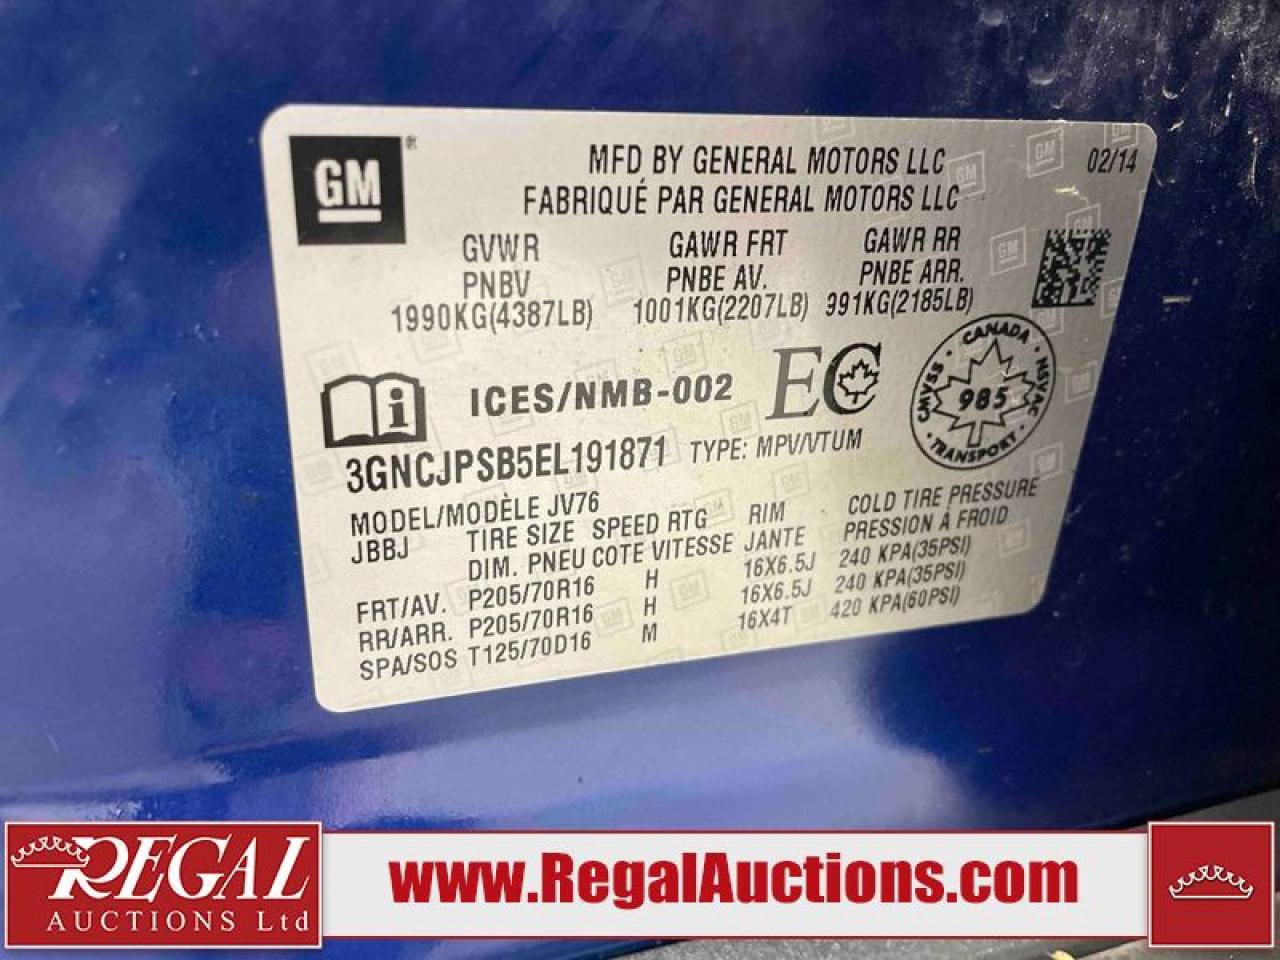 GM®
MFD BY GENERAL MOTORS LLC
02/14
FABRIQUÉ PAR GENERAL MOTORS LLC
GVWR GAWR FRT GAWR RR
PNBV PNBE AV. PNBE ARR.
1990KG(4387LB) 1001KG(2207LB) 991KG(2185LB)
i ICES/NMB-002 EC
CANADA
CMVSS 985 NSVAC
TRANSPORT
3GNCJPSB5EL191871 TYPE: MPV/VTUM
MODEL/MODÈLE JV76
JBBJ TIRE SIZE SPEED RTG RIM COLD TIRE PRESSURE
DIM. PNEU COTE VITESSE JANTE PRESSION À FROID
FRT/AV. P205/70R16 H 16X6.5J 240 KPA(35PSI)
RR/ARR. P205/70R16 H 16X6.5J 240 KPA(35PSI)
SPA/SOS T125/70D16 M 16X4T 420 KPA(60PSI)
REGAL
AUCTIONS Ltd
www.RegalAuctions.com